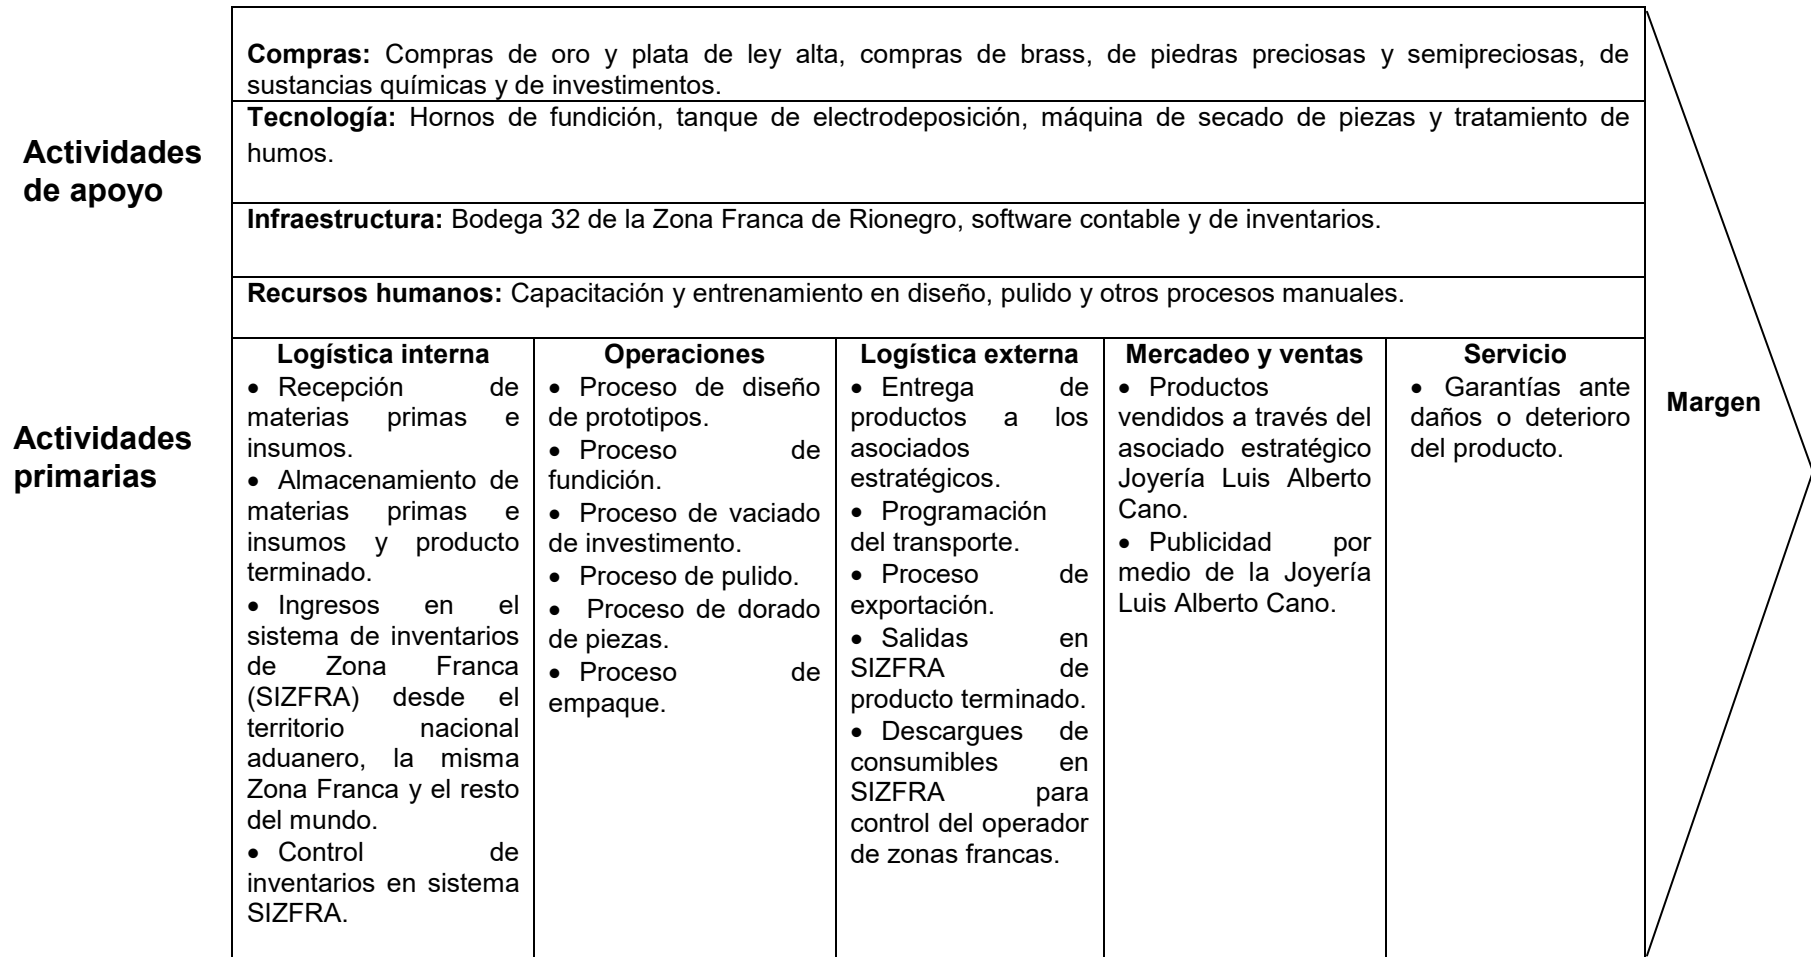 Compras: Compras de oro y plata de ley alta, compras de brass, de piedras preciosas y semipreciosas, de
sustancias químicas y de investimentos.
Tecnología: Hornos de fundición, tanque de electrodeposición, máquina de secado de piezas y tratamiento de
humos.
Actividades
de apoyo
Infraestructura: Bodega 32 de la Zona Franca de Rionegro, software contable y de inventarios.
Recursos humanos: Capacitación y entrenamiento en diseño, pulido y otros procesos manuales.
Actividades
primarias
Logística interna
• Recepción de
materias primas e
insumos.
• Almacenamiento de
materias primas e
insumos y producto
terminado.
• Ingresos en el
sistema de inventarios
de Zona Franca
(SIZFRA) desde el
territorio nacional
aduanero, la misma
Zona Franca y el resto
del mundo.
• Control de
inventarios en sistema
SIZFRA.
Operaciones
• Proceso de diseño
de prototipos.
• Proceso de
fundición.
• Proceso de vaciado
de investimento.
• Proceso de pulido.
• Proceso de dorado
de piezas.
• Proceso de
empaque.
Logística externa
• Entrega de
productos a los
asociados
estratégicos.
• Programación
del transporte.
• Proceso de
exportación.
• Salidas en
SIZFRA de
producto terminado.
• Descargues de
consumibles en
SIZFRA para
control del operador
de zonas francas.
Mercadeo y ventas
• Productos
vendidos a través del
asociado estratégico
Joyería Luis Alberto
Cano.
• Publicidad por
medio de la Joyería
Luis Alberto Cano.
Servicio
• Garantías ante
daños o deterioro
del producto.
Margen